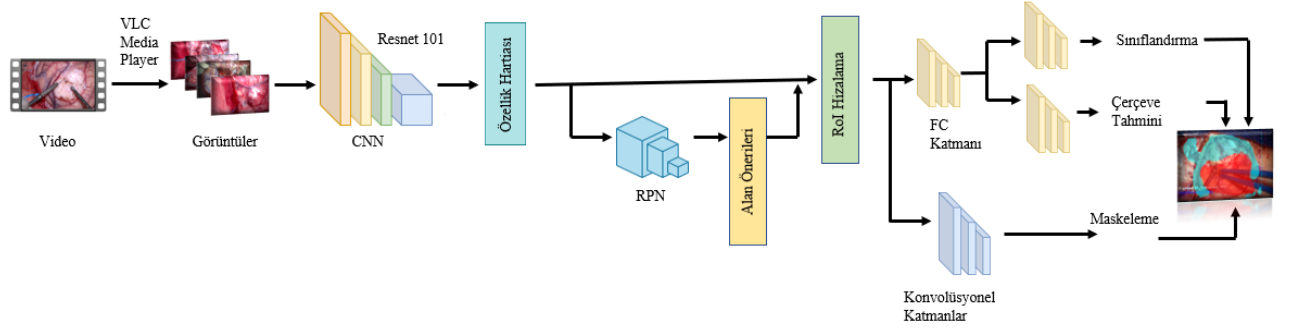 VLC
Media
Player
Video
Görüntüler
Resnet 101
CNN
Özellik Hartiası
RPN
Alan Önerileri
RoI Hizalama
FC
Katmanı
Sınıflandırma
Çerçeve
Tahmini
Konvolüsyonel
Katmanlar
Maskeleme